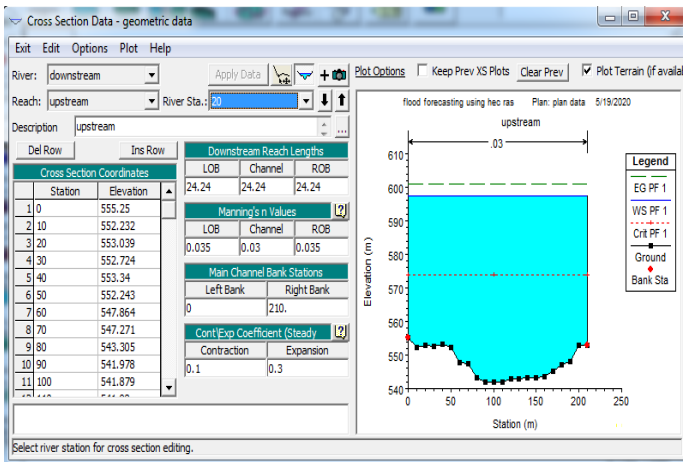 Cross Section Data - geometric data
Exit Edit Options Plot Help
River: downstream
Apply Data
Reach: upstream River Sta.: 20
Description upstream ...
Del Row Ins Row
Cross Section Coordinates
Station Elevation
1 0 555.25
2 10 552.232
3 20 553.039
4 30 552.724
5 40 553.34
6 50 552.243
7 60 547.864
8 70 547.271
9 80 543.305
10 90 541.978
11 100 541.879
Downstream Reach Lengths
LOB Channel ROB
24.24 24.24 24.24
Manning's n Values
LOB Channel ROB
0.035 0.03 0.035
Main Channel Bank Stations
Left Bank Right Bank
0 210.
Cont\Exp Coefficient (Steady
Contraction Expansion
0.1 0.3
Select river station for cross section editing.
Plot Options Keep Prev XS Plots Clear Prev Plot Terrain (if availal
flood forecasting using hec ras Plan: plan data 5/19/2020
upstream
.03
610
600
590
580
570
560
550
540
0 50 100 150 200 250
Elevation (m)
Station (m)
Legend
EG PF 1
WS PF 1
Crit PF 1
Ground
Bank Sta